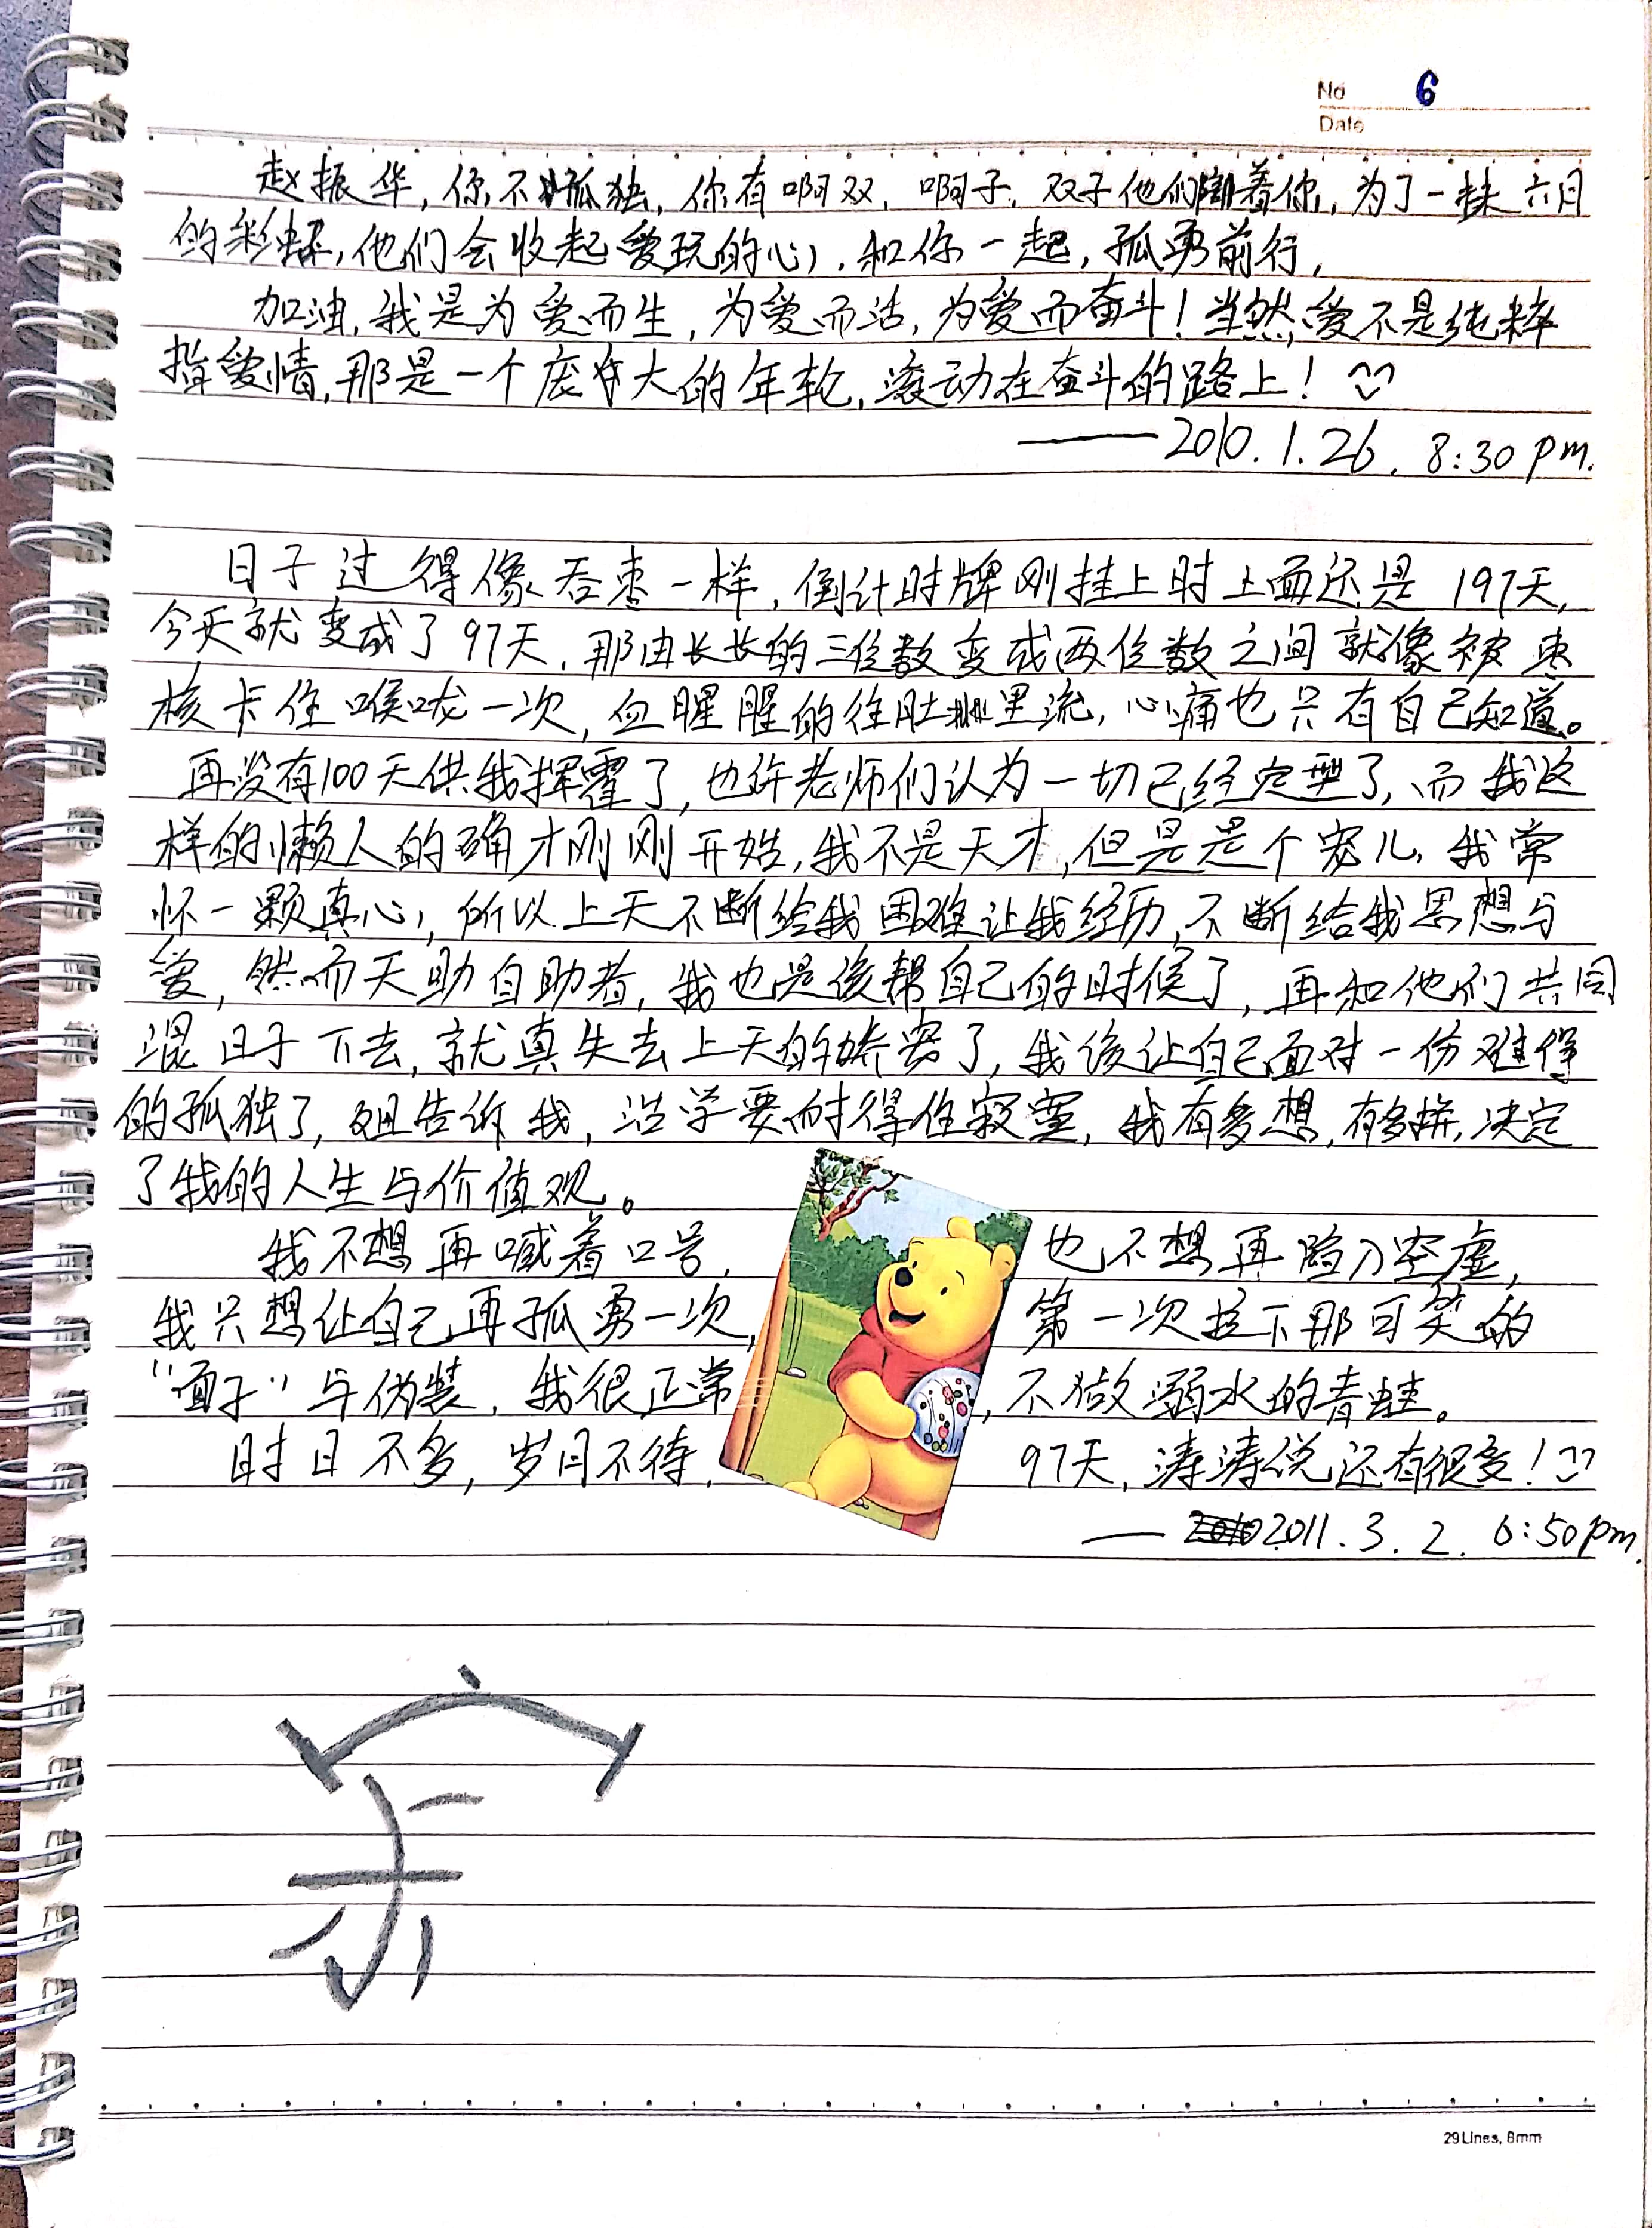 No 6
Date
赵振华，你不孤独，你有啊双，啊子，双子他们陪着你，为了一抹六月
的彩虹，他们会收起爱玩的心，和你一起，孤勇前行，
加油，我是为爱而生，为爱而活，为爱而奋斗！当然，爱不是纯粹
指爱情，那是一个庞大的年轮，滚动在奋斗的路上！
——2010.1.26. 8:30 pm.
日子过得像吞枣一样，倒计时牌刚挂上时上面还是197天，
今天就变成了97天，那由长长的三位数变成两位数之间就像被枣
核卡住喉咙一次，血腥腥的往肚里流，心痛也只有自己知道。
再没有100天供我挥霍了，也许老师们认为一切已经定型了，而我这
样的懒人的确才刚刚开始，我不是天才，但是是个宠儿，我常
怀一颗真心，所以上天不断给我困难让我经历，不断给我思想与
爱，然而天助自助者，我也是该帮自己的时候了，再和他们共同
混日子下去，就真失去上天的娇宠了，我该让自己面对一份难得
的孤独了，姐告诉我，治学要耐得住寂寞，我有多想，有多拼，决定
了我的人生与价值观。
我不想再喊着口号，也不想再陷入空虚，
我只想让自己再孤勇一次，第一次拉下那可笑的
“面子”与伪装，我很正常，不做溺水的青蛙。
时日不多，岁月不待，97天，涛涛说还有很多！
——2011.3.2. 6:50pm.
29Lines, 8mm